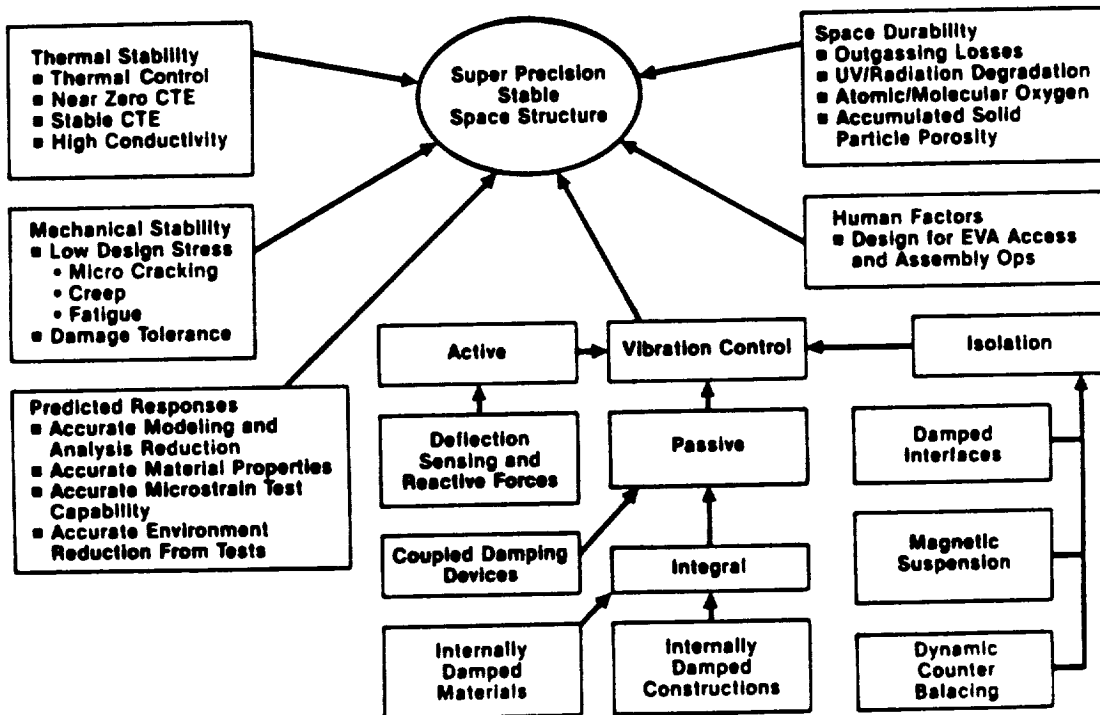 Thermal Stability
■ Thermal Control
■ Near Zero CTE
■ Stable CTE
■ High Conductivity
Super Precision
Stable
Space Structure
Space Durability
■ Outgassing Losses
■ UV/Radiation Degradation
■ Atomic/Molecular Oxygen
■ Accumulated Solid
Particle Porosity
Mechanical Stability
■ Low Design Stress
• Micro Cracking
• Creep
• Fatigue
■ Damage Tolerance
Human Factors
■ Design for EVA Access
and Assembly Ops
Active
Vibration Control
Isolation
Predicted Responses
■ Accurate Modeling and
Analysis Reduction
■ Accurate Material Properties
■ Accurate Microstrain Test
Capability
■ Accurate Environment
Reduction From Tests
Deflection
Sensing and
Reactive Forces
Passive
Damped
Interfaces
Coupled Damping
Devices
Integral
Magnetic
Suspension
Internally
Damped
Materials
Internally
Damped
Constructions
Dynamic
Counter
Balacing